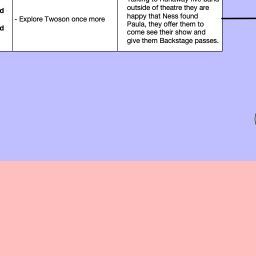 d
d
- Explore Twoson once more
outside of theatre they are
happy that Ness found
Paula, they offer them to
come see their show and
give them Backstage passes.